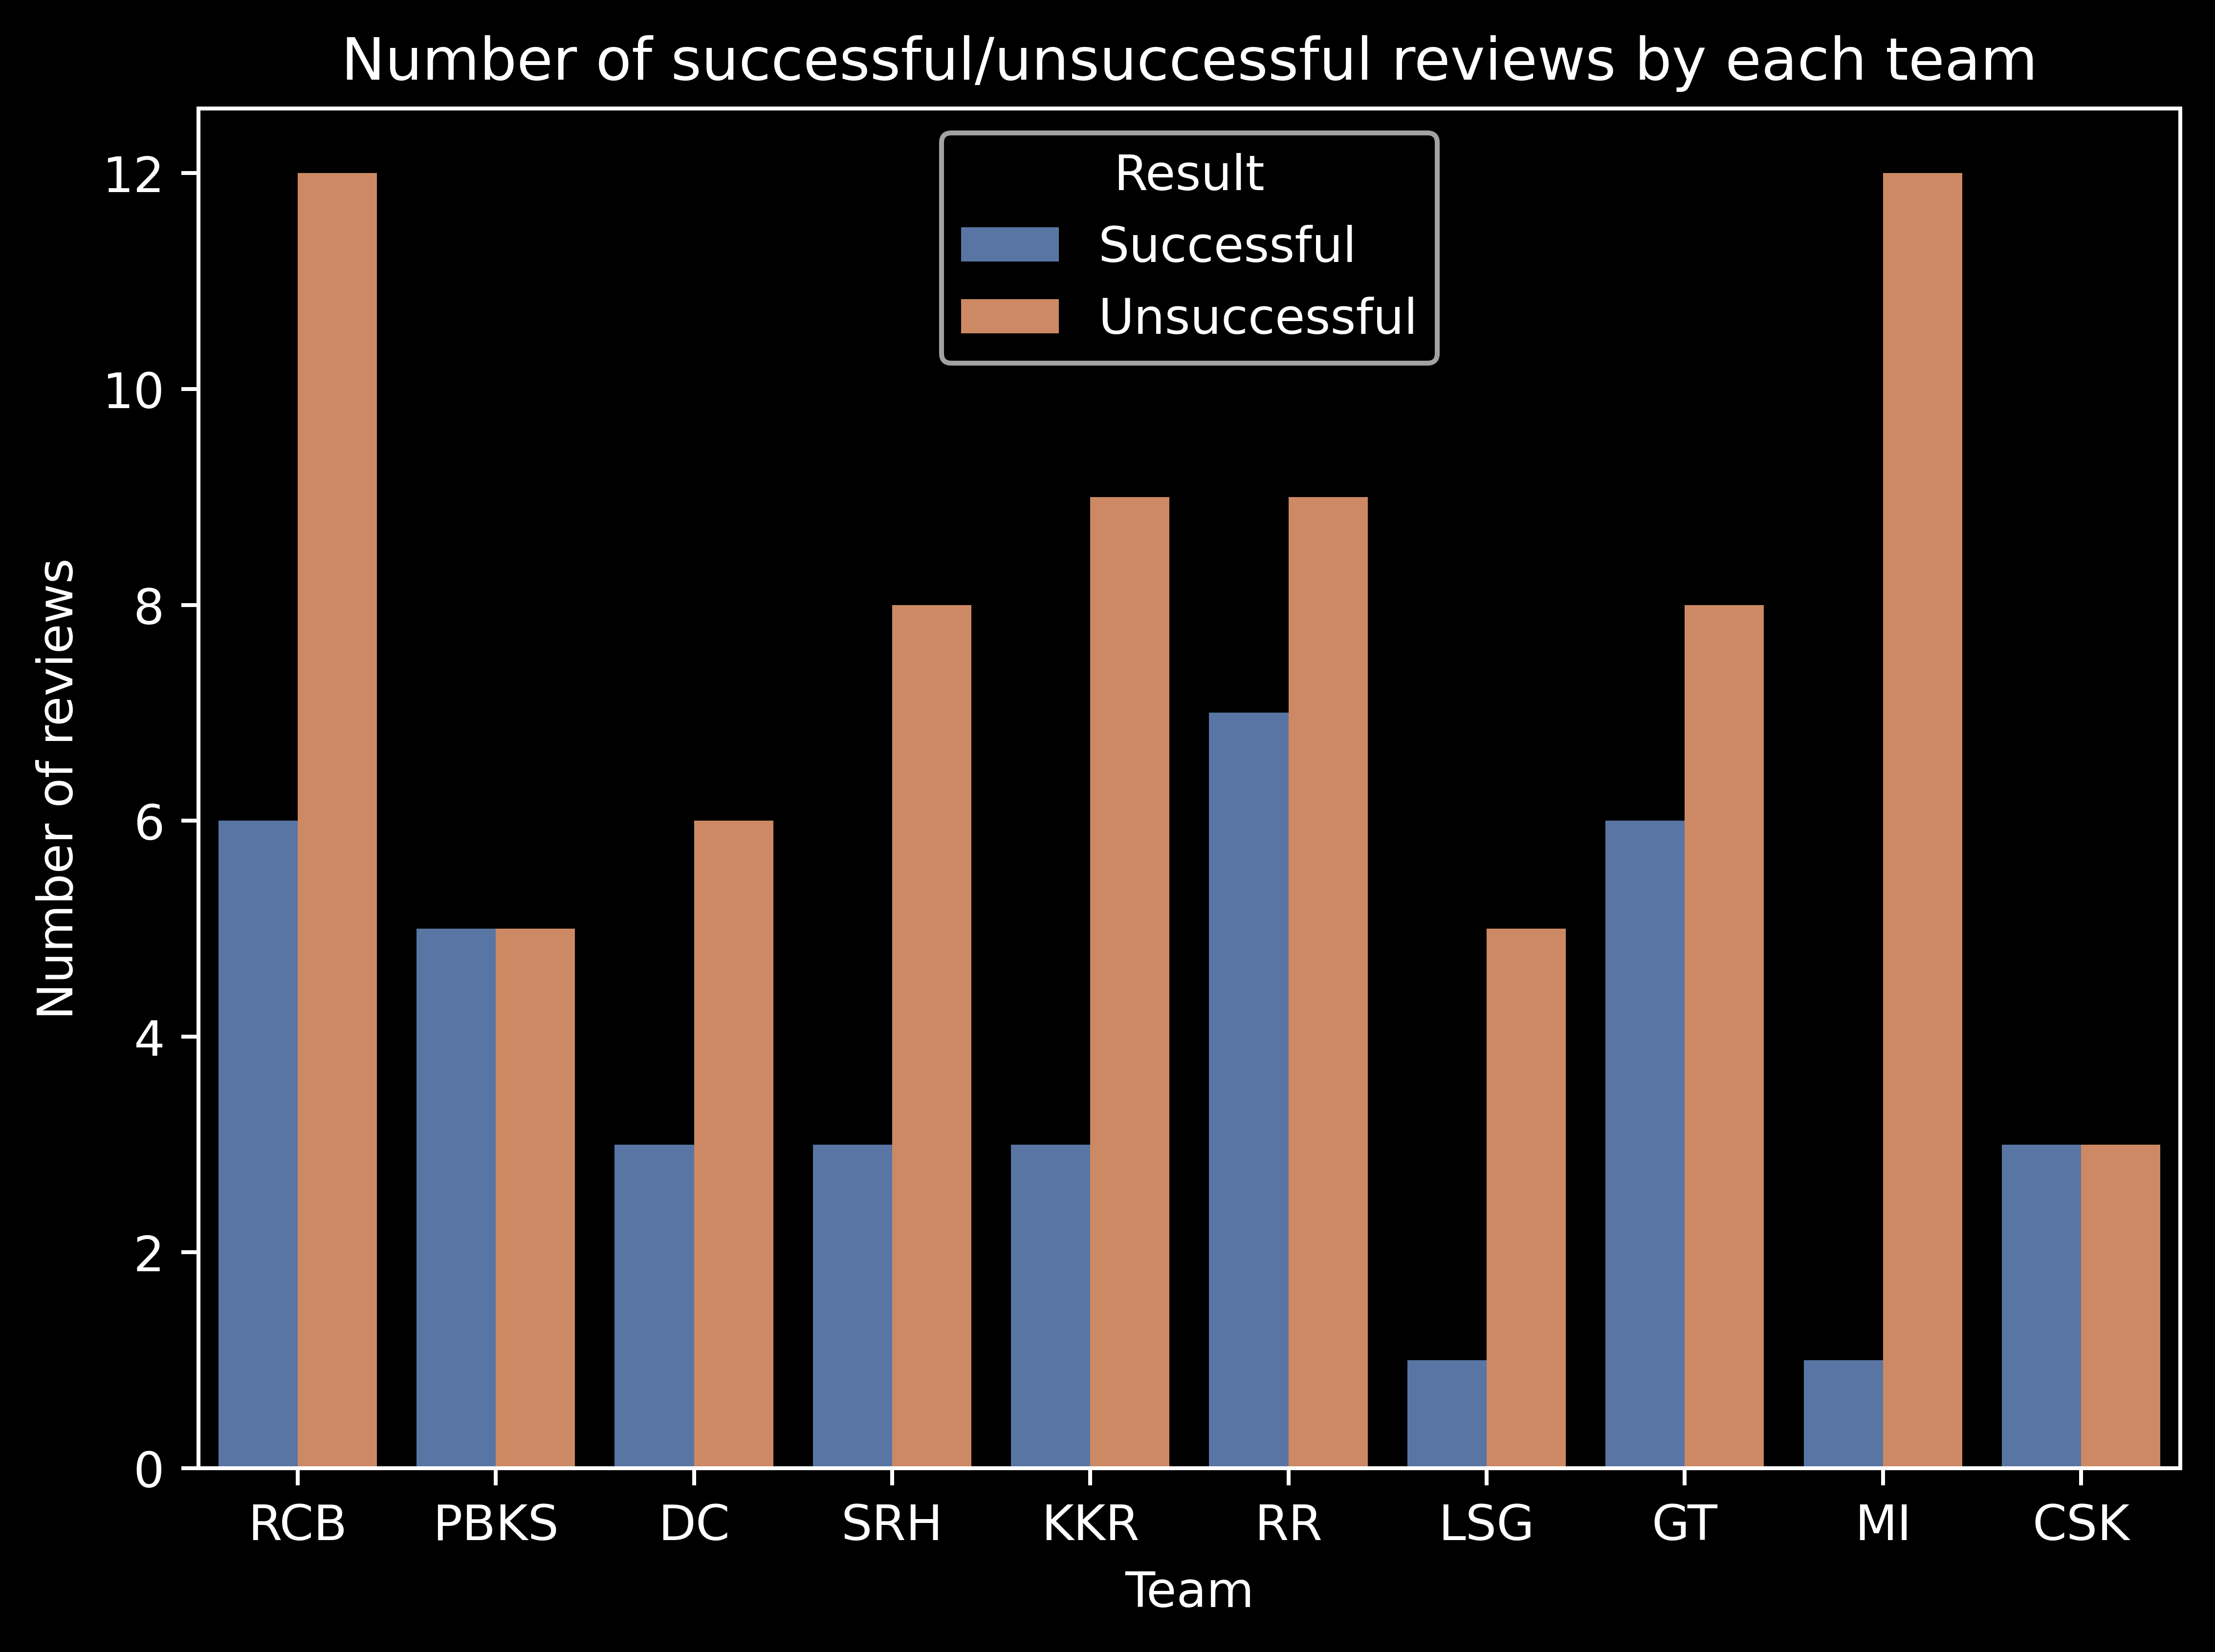 Number of successful/unsuccessful reviews by each team
Result
Successful
Unsuccessful
Number of reviews
12
10
8
6
4
2
0
RCB PBKS DC SRH KKR RR LSG GT MI CSK
Team